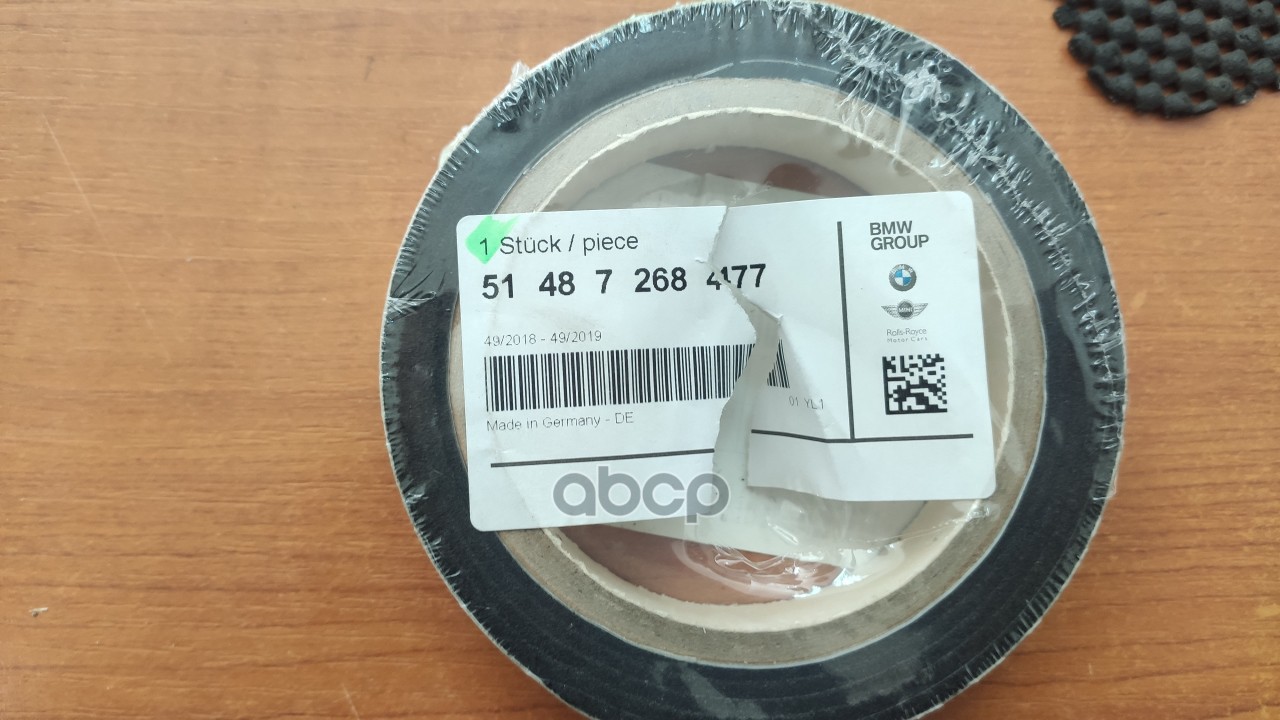 1 Stück / piece
51 48 7 268 477
49/2018 - 49/2019
Made in Germany - DE
01 YL1
BMW
GROUP
MINI
Rolls-Royce
Motor Cars
abcp